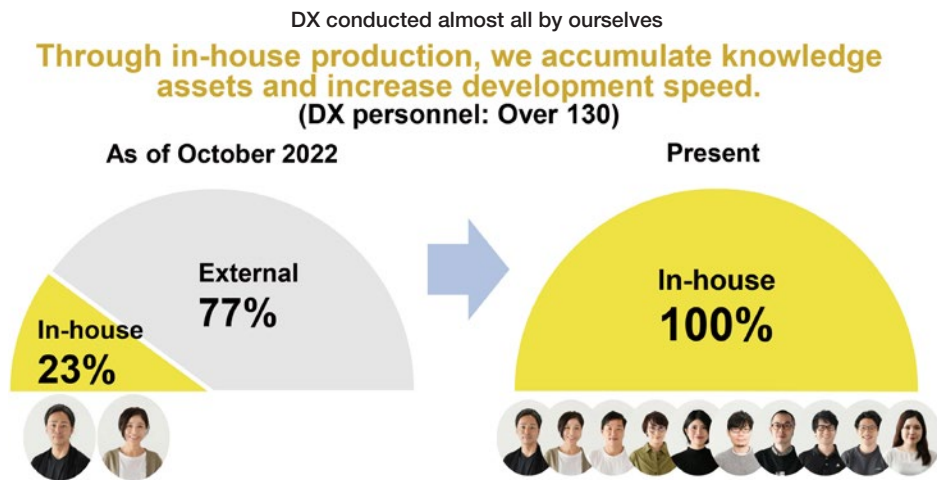 DX conducted almost all by ourselves
Through in-house production, we accumulate knowledge
assets and increase development speed.
(DX personnel: Over 130)
As of October 2022
External
77%
In-house
23%
Present
In-house
100%